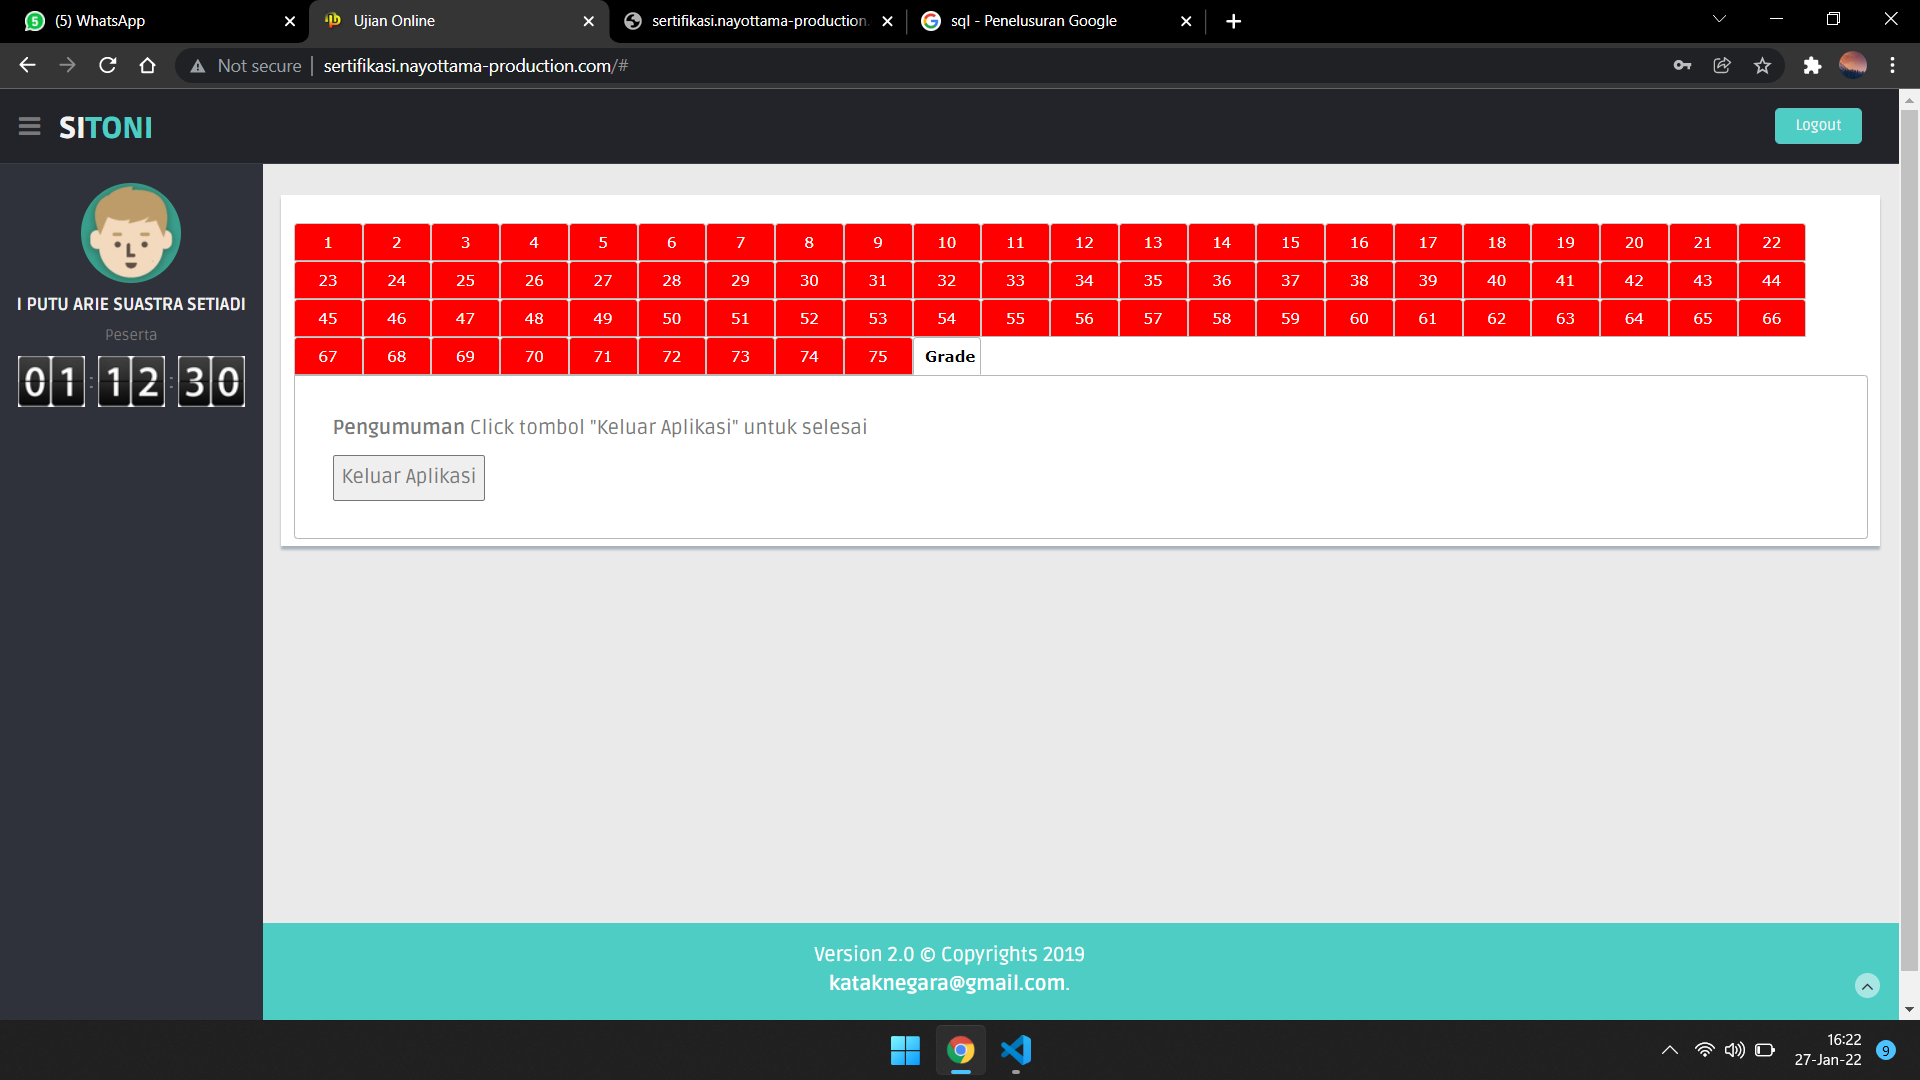 (5) WhatsApp
Ujian Online
sertifikasi.nayottama-production.
sql - Penelusuran Google
Not secure
sertifikasi.nayottama-production.com/#
SITONI
Logout
I PUTU ARIE SUASTRA SETIADI
Peserta
01:12:30
1 2 3 4 5 6 7 8 9 10 11 12 13 14 15 16 17 18 19 20 21 22
23 24 25 26 27 28 29 30 31 32 33 34 35 36 37 38 39 40 41 42 43 44
45 46 47 48 49 50 51 52 53 54 55 56 57 58 59 60 61 62 63 64 65 66
67 68 69 70 71 72 73 74 75 Grade
Pengumuman Click tombol "Keluar Aplikasi" untuk selesai
Keluar Aplikasi
Version 2.0 © Copyrights 2019
kataknegara@gmail.com.
16:22
27-Jan-22
9